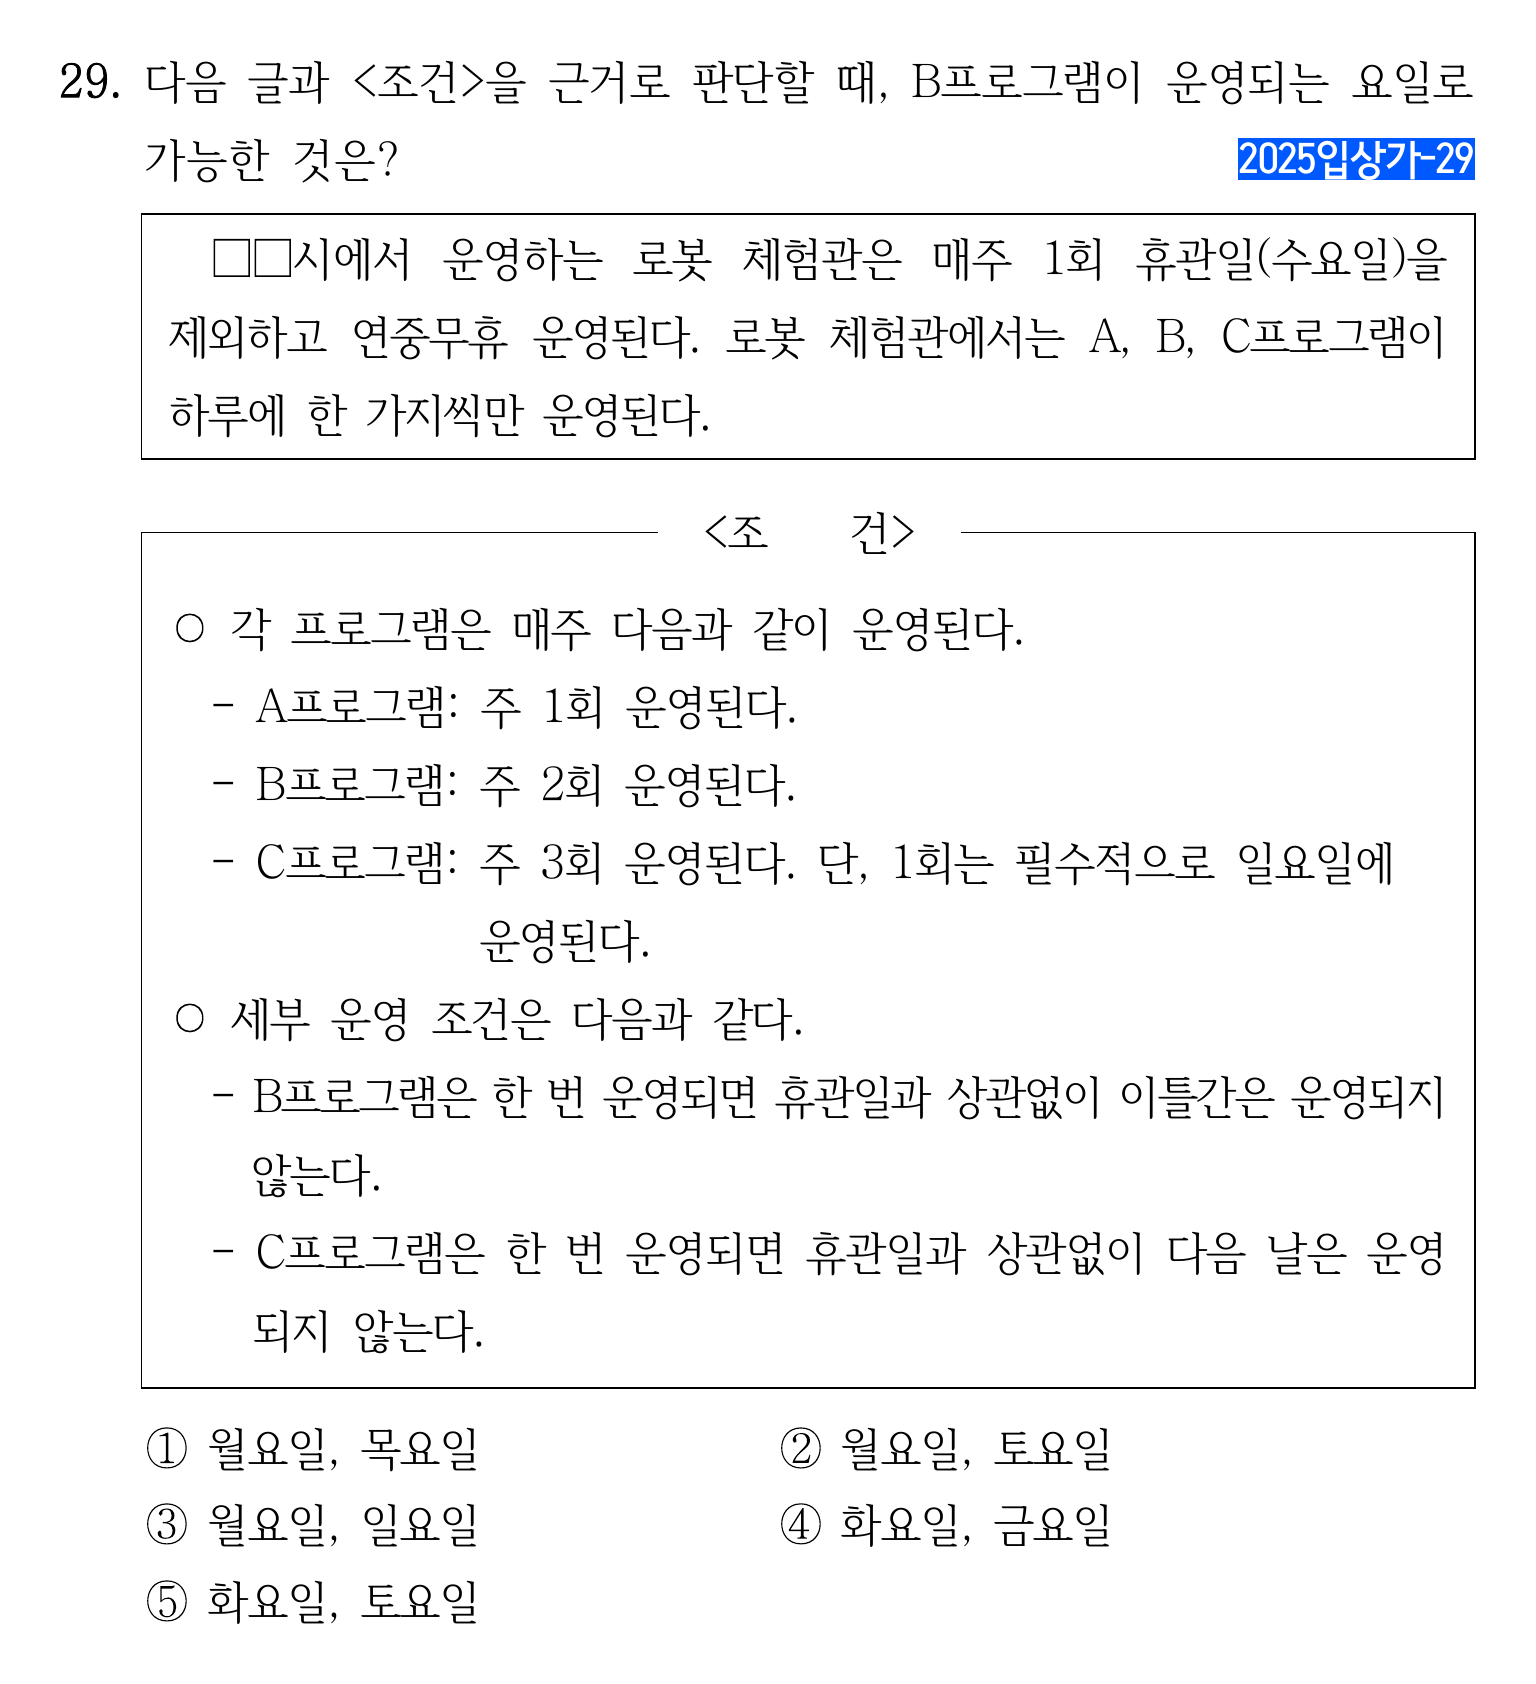 29. 다음 글과 <조건>을 근거로 판단할 때, B프로그램이 운영되는 요일로
가능한 것은?
2025입상가-29
□□시에서 운영하는 로봇 체험관은 매주 1회 휴관일(수요일)을
제외하고 연중무휴 운영된다. 로봇 체험관에서는 A, B, C프로그램이
하루에 한 가지씩만 운영된다.
<조 건>
○ 각 프로그램은 매주 다음과 같이 운영된다.
- A프로그램: 주 1회 운영된다.
- B프로그램: 주 2회 운영된다.
- C프로그램: 주 3회 운영된다. 단, 1회는 필수적으로 일요일에
운영된다.
○ 세부 운영 조건은 다음과 같다.
- B프로그램은 한 번 운영되면 휴관일과 상관없이 이틀간은 운영되지
않는다.
- C프로그램은 한 번 운영되면 휴관일과 상관없이 다음 날은 운영
되지 않는다.
① 월요일, 목요일 ② 월요일, 토요일
③ 월요일, 일요일 ④ 화요일, 금요일
⑤ 화요일, 토요일